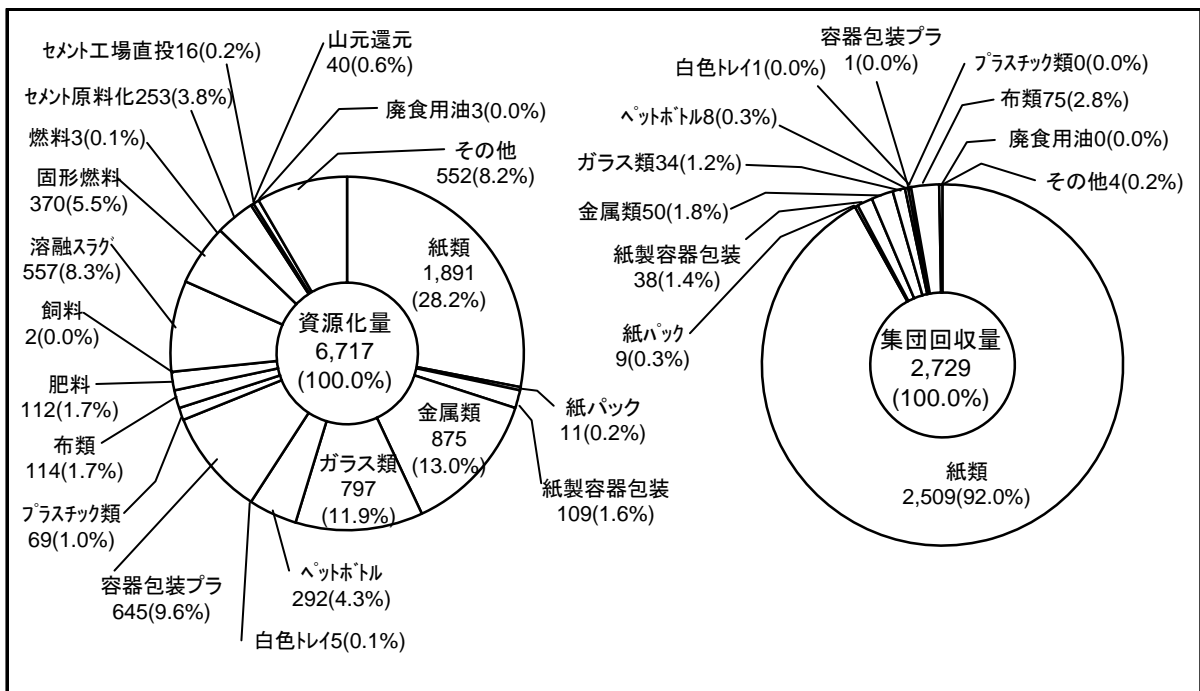 セメント工場直投16(0.2%)
山元還元
40(0.6%)
セメント原料化253(3.8%)
廃食用油3(0.0%)
燃料3(0.1%)
その他
552(8.2%)
固形燃料
370(5.5%)
溶融スラグ
557(8.3%)
飼料
2(0.0%)
肥料
112(1.7%)
布類
114(1.7%)
プラスチック類
69(1.0%)
容器包装プラ
645(9.6%)
白色トレイ5(0.1%)
ペットボトル
292(4.3%)
ガラス類
797
(11.9%)
金属類
875
(13.0%)
紙製容器包装
109(1.6%)
紙パック
11(0.2%)
紙類
1,891
(28.2%)
資源化量
6,717
(100.0%)
容器包装プラ
1(0.0%)
白色トレイ1(0.0%)
プラスチック類0(0.0%)
ペットボトル8(0.3%)
布類75(2.8%)
ガラス類34(1.2%)
廃食用油0(0.0%)
金属類50(1.8%)
その他4(0.2%)
紙製容器包装
38(1.4%)
紙パック
9(0.3%)
集団回収量
2,729
(100.0%)
紙類
2,509(92.0%)